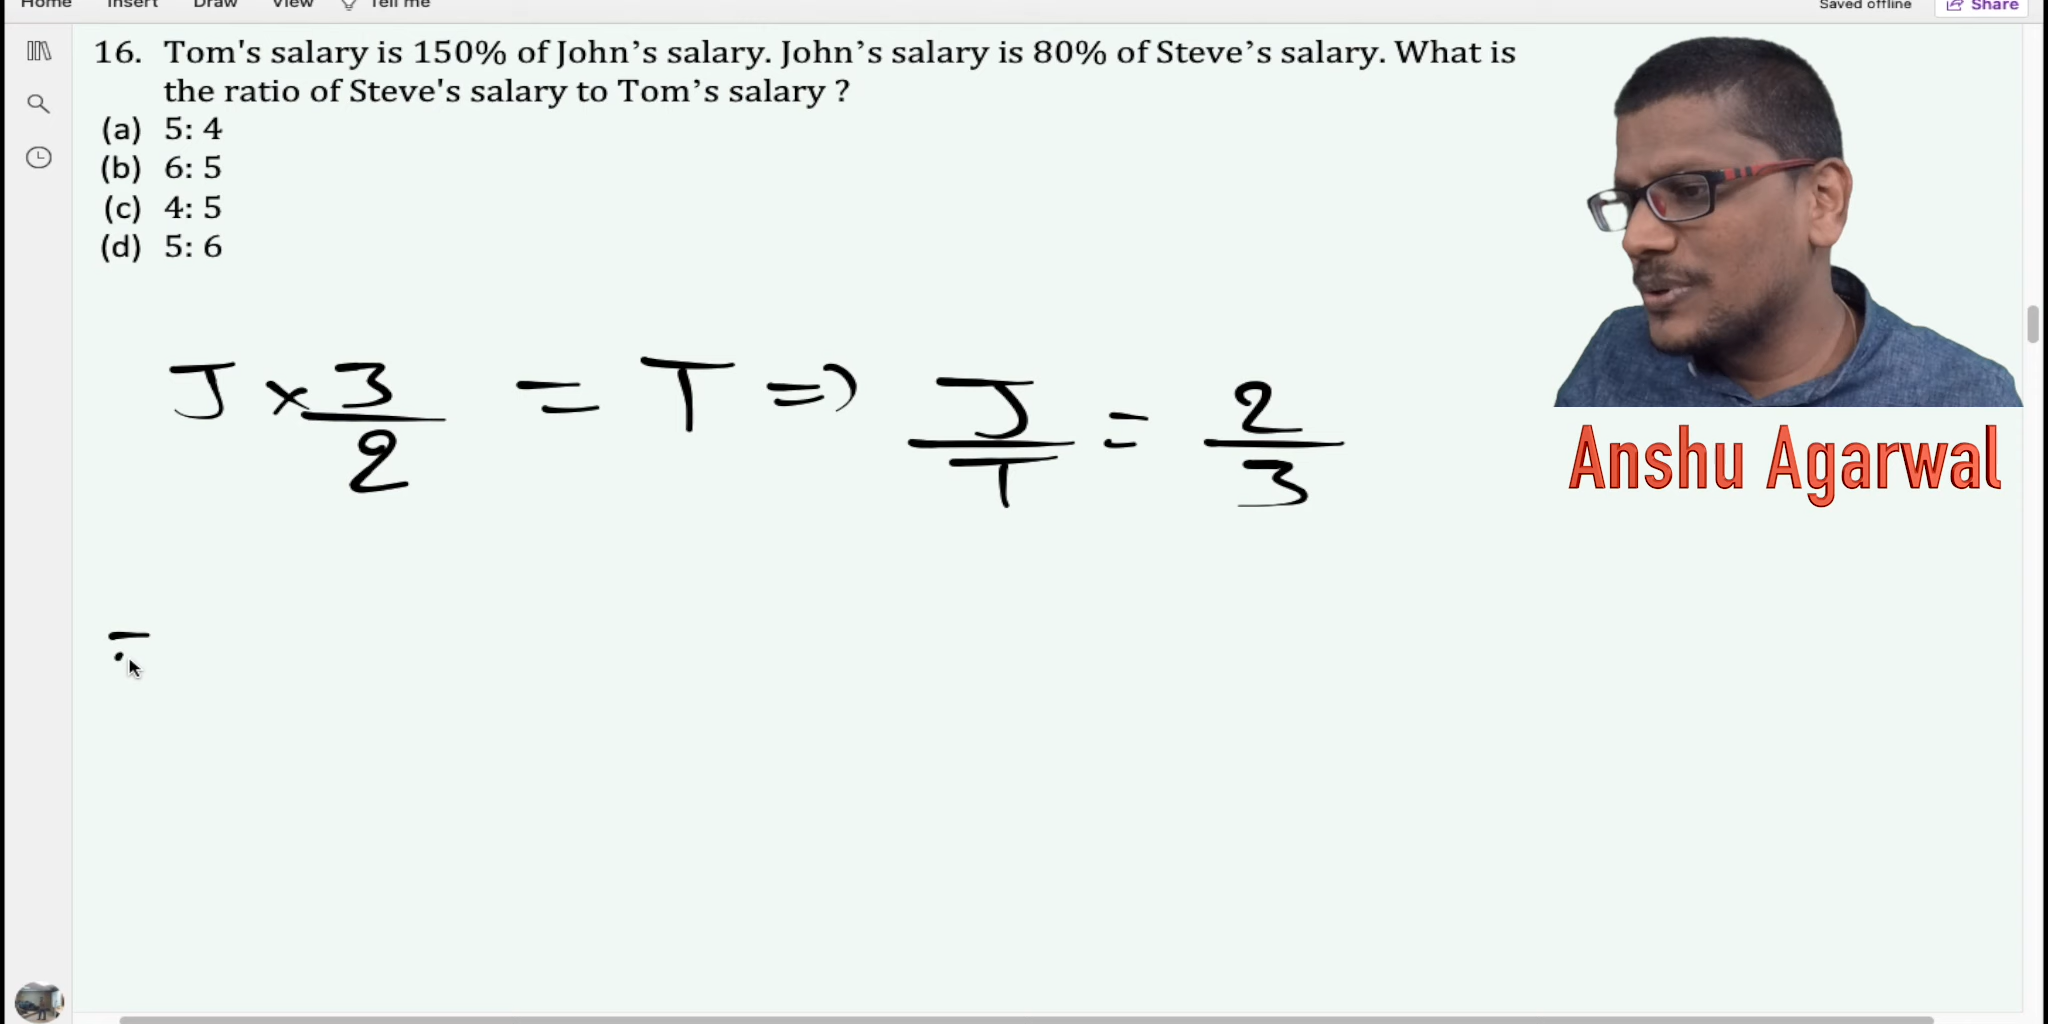 Home Insert Draw View Tell me Saved offline Share
16. Tom's salary is 150% of John’s salary. John’s salary is 80% of Steve’s salary. What is
the ratio of Steve's salary to Tom’s salary ?
(a) 5: 4
(b) 6: 5
(c) 4: 5
(d) 5: 6
J × 3/2 = T => J/T = 2/3
Anshu Agarwal